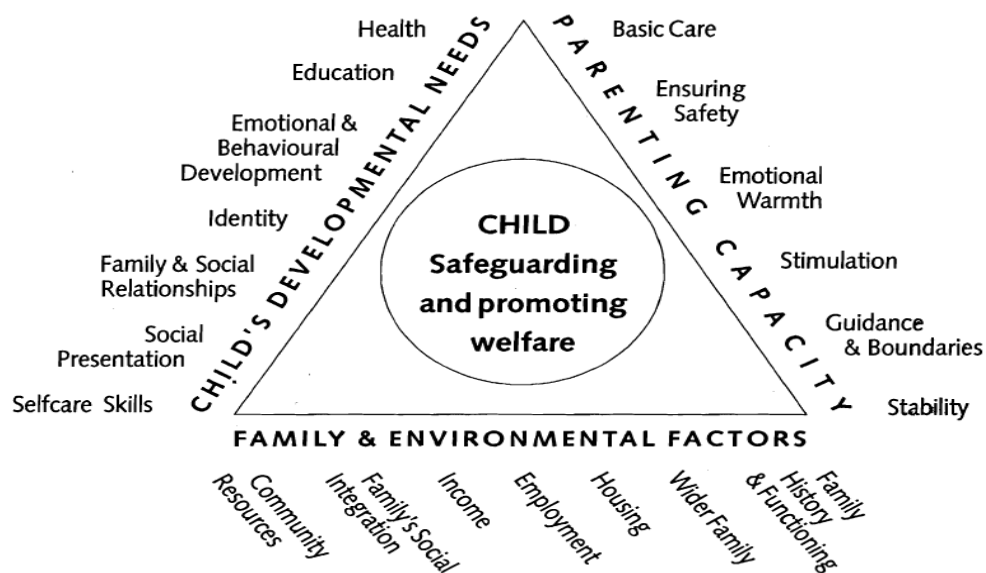 Health
Education
Emotional &
Behavioural
Development
Identity
Family & Social
Relationships
Social
Presentation
Selfcare Skills
CHILD'S DEVELOPMENTAL NEEDS
PARENTING CAPACITY
Basic Care
Ensuring
Safety
Emotional
Warmth
Stimulation
Guidance
& Boundaries
Stability
CHILD
Safeguarding
and promoting
welfare
FAMILY & ENVIRONMENTAL FACTORS
Community
Resources
Family's Social
Integration
Income
Employment
Housing
Wider Family
Family
History
& Functioning